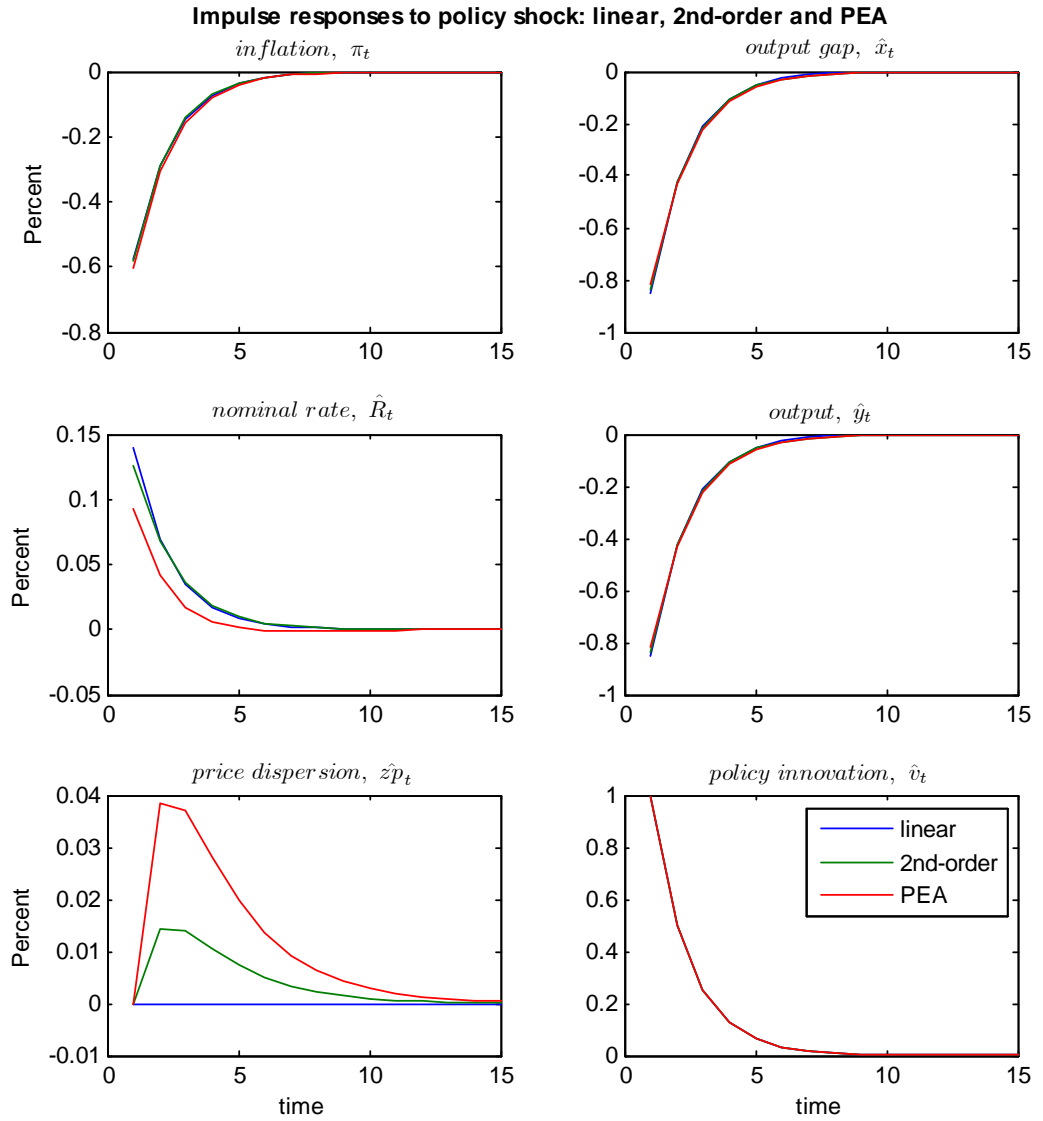 Impulse responses to policy shock: linear, 2nd-order and PEA
inflation, π_t
output gap, x̂_t
0
-0.2
-0.4
-0.6
-0.8
Percent
0 5 10 15
0
-0.2
-0.4
-0.6
-0.8
-1
0 5 10 15
nominal rate, R̂_t
output, ŷ_t
0.15
0.1
0.05
0
-0.05
Percent
0 5 10 15
0
-0.2
-0.4
-0.6
-0.8
-1
0 5 10 15
price dispersion, ẑp_t
policy innovation, v̂_t
0.04
0.03
0.02
0.01
0
-0.01
Percent
0 5 10 15
time
1
0.8
0.6
0.4
0.2
0
linear
2nd-order
PEA
0 5 10 15
time